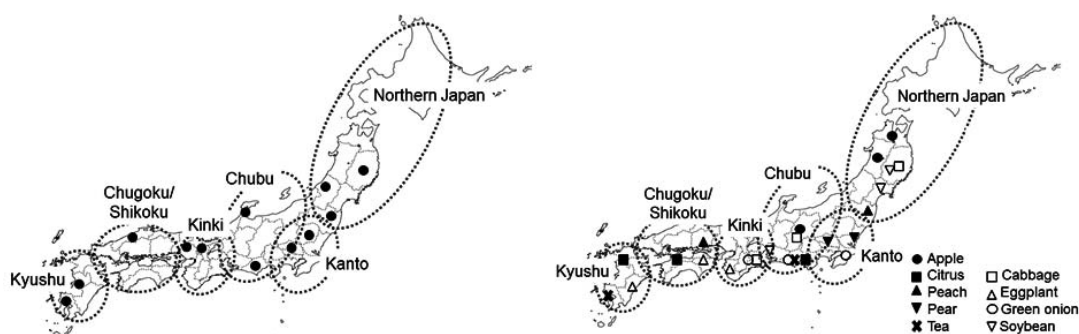 Northern Japan
Chubu
Chugoku/
Shikoku
Kinki
Kyushu
Kanto
Northern Japan
Chubu
Chugoku/
Shikoku
Kinki
Kyushu
Kanto
Apple
Citrus
Peach
Pear
Tea
Cabbage
Eggplant
Green onion
Soybean